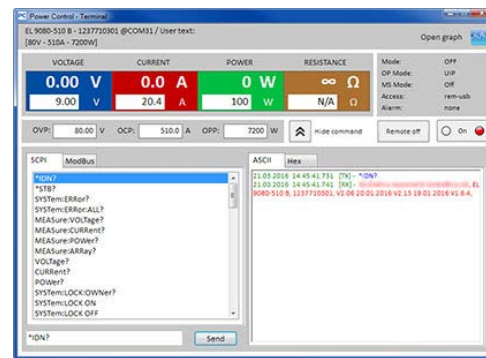 Power Control - Terminal
EL 9080-510 B - 1237710301 @COM31 / User text:
[80V - 510A - 7200W]
Open graph
VOLTAGE CURRENT POWER RESISTANCE
0.00 V 0.0 A 0 W ∞ Ω
9.00 V 20.4 A 100 W N/A Ω
Mode: OFF
OP Mode: UIP
MS Mode: Off
Access: rem-usb
Alarm: none
OVP: 80.00 V OCP: 510.0 A OPP: 7200 W Hide command Remote off On
SCPI ModBus
*IDN?
*STB?
SYSTem:ERRor?
SYSTem:ERRor:ALL?
MEASure:VOLTage?
MEASure:CURRent?
MEASure:POWer?
MEASure:ARRay?
VOLTage?
CURRent?
POWer?
SYSTem:LOCK:OWNer?
SYSTem:LOCK ON
SYSTem:LOCK OFF
*IDN? Send
ASCII Hex
21.03.2016 14:45:41.731 [TX] - *IDN?
21.03.2016 14:45:41.741 [RX] - , EL
9080-510 B, 1237710301, V2.06 20.01.2016 V2.13 19.01.2016 V1.6.4,